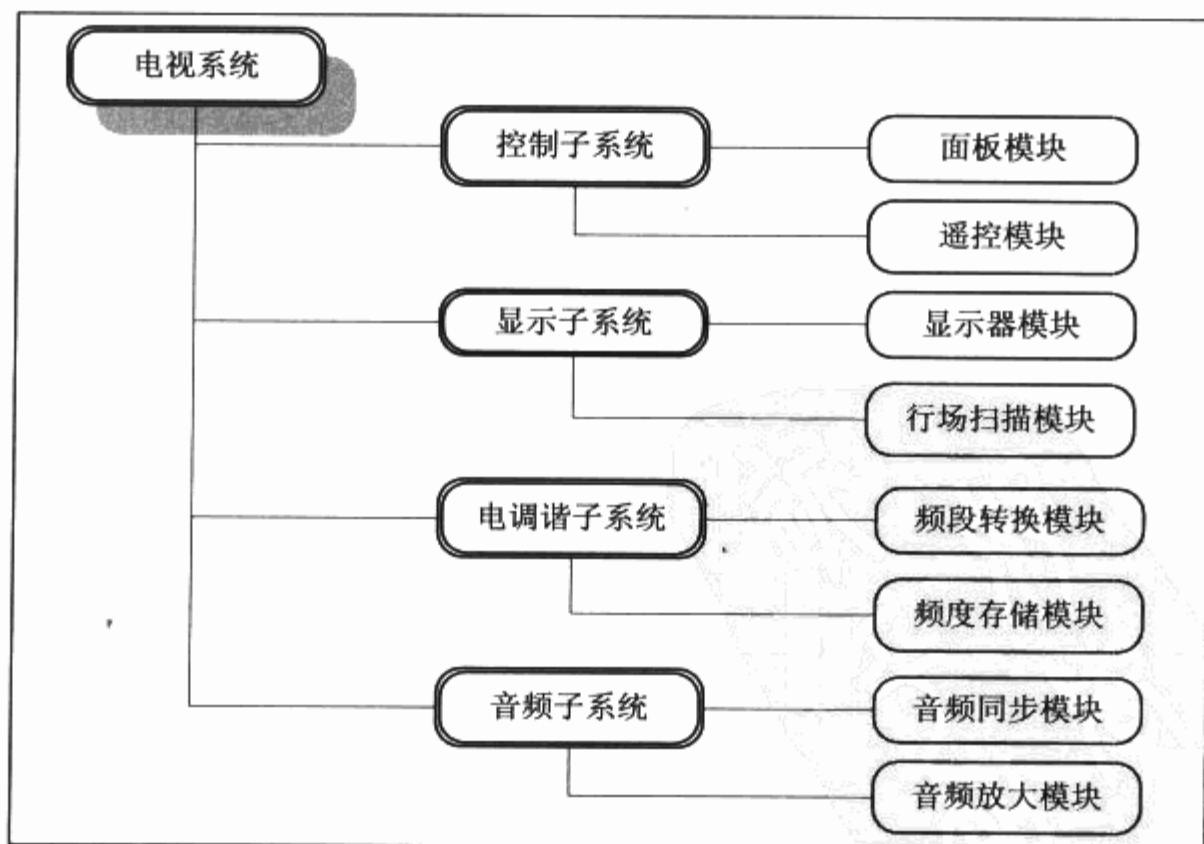 电视系统
控制子系统
面板模块
遥控模块
显示子系统
显示器模块
行场扫描模块
电调谐子系统
频段转换模块
频度存储模块
音频子系统
音频同步模块
音频放大模块